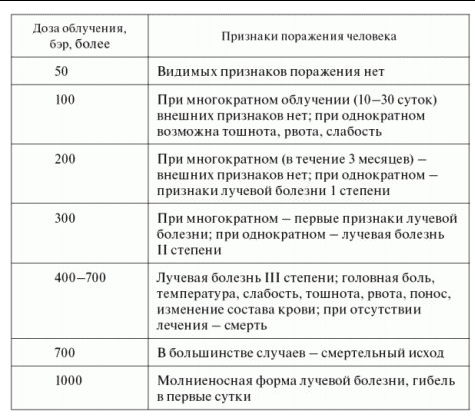 Доза облучения,
бэр, более
Признаки поражения человека
50
Видимых признаков поражения нет
100
При многократном облучении (10–30 суток)
внешних признаков нет; при однократном
возможна тошнота, рвота, слабость
200
При многократном (в течение 3 месяцев) –
внешних признаков нет; при однократном –
признаки лучевой болезни 1 степени
300
При многократном – первые признаки лучевой
болезни; при однократном – лучевая болезнь
II степени
400–700
Лучевая болезнь III степени; головная боль,
температура, слабость, тошнота, рвота, понос,
изменение состава крови; при отсутствии
лечения – смерть
700
В большинстве случаев – смертельный исход
1000
Молниеносная форма лучевой болезни, гибель
в первые сутки